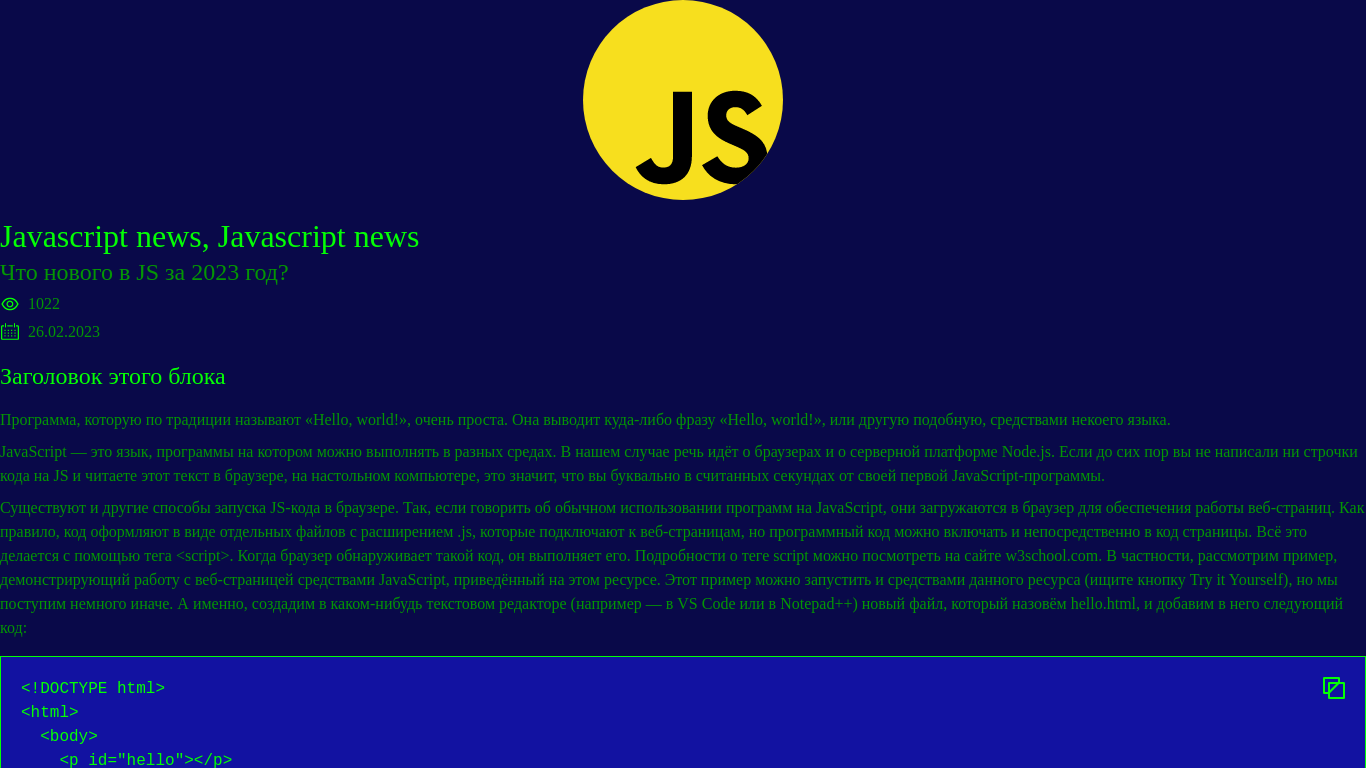 JS
Javascript news, Javascript news
Что нового в JS за 2023 год?
1022
26.02.2023
Заголовок этого блока
Программа, которую по традиции называют «Hello, world!», очень проста. Она выводит куда-либо фразу «Hello, world!», или другую подобную, средствами некоего языка.
JavaScript — это язык, программы на котором можно выполнять в разных средах. В нашем случае речь идёт о браузерах и о серверной платформе Node.js. Если до сих пор вы не написали ни строчки
кода на JS и читаете этот текст в браузере, на настольном компьютере, это значит, что вы буквально в считанных секундах от своей первой JavaScript-программы.
Существуют и другие способы запуска JS-кода в браузере. Так, если говорить об обычном использовании программ на JavaScript, они загружаются в браузер для обеспечения работы веб-страниц. Как
правило, код оформляют в виде отдельных файлов с расширением .js, которые подключают к веб-страницам, но программный код можно включать и непосредственно в код страницы. Всё это
делается с помощью тега <script>. Когда браузер обнаруживает такой код, он выполняет его. Подробности о теге script можно посмотреть на сайте w3school.com. В частности, рассмотрим пример,
демонстрирующий работу с веб-страницей средствами JavaScript, приведённый на этом ресурсе. Этот пример можно запустить и средствами данного ресурса (ищите кнопку Try it Yourself), но мы
поступим немного иначе. А именно, создадим в каком-нибудь текстовом редакторе (например — в VS Code или в Notepad++) новый файл, который назовём hello.html, и добавим в него следующий
код:
<!DOCTYPE html>
<html>
  <body>
    <p id="hello"></p>